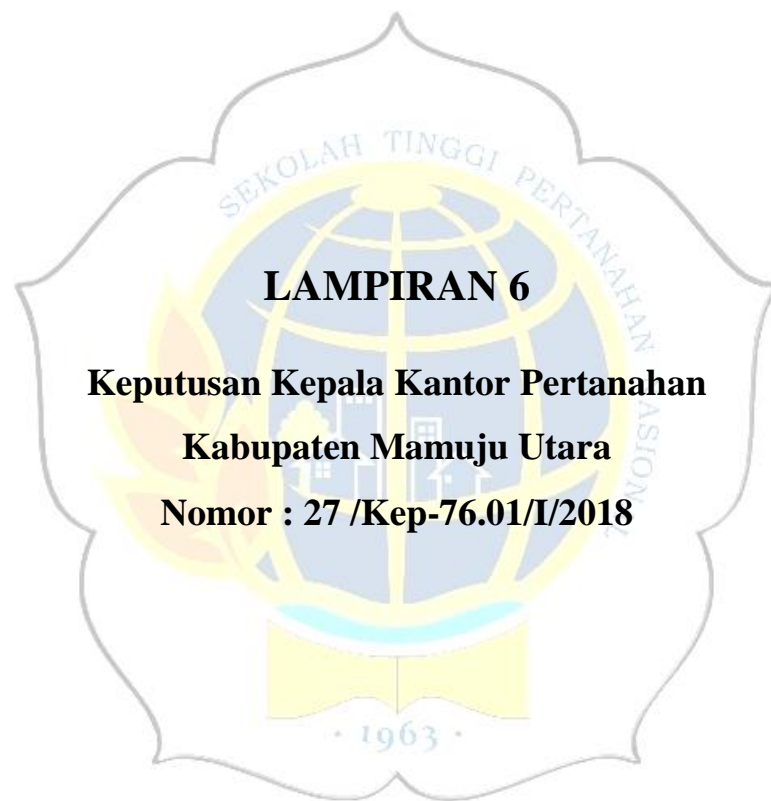 SEKOLAH TINGGI PERTANAHAN NASIONAL
LAMPIRAN 6
Keputusan Kepala Kantor Pertanahan
Kabupaten Mamuju Utara
Nomor : 27 /Kep-76.01/I/2018
· 1963 ·